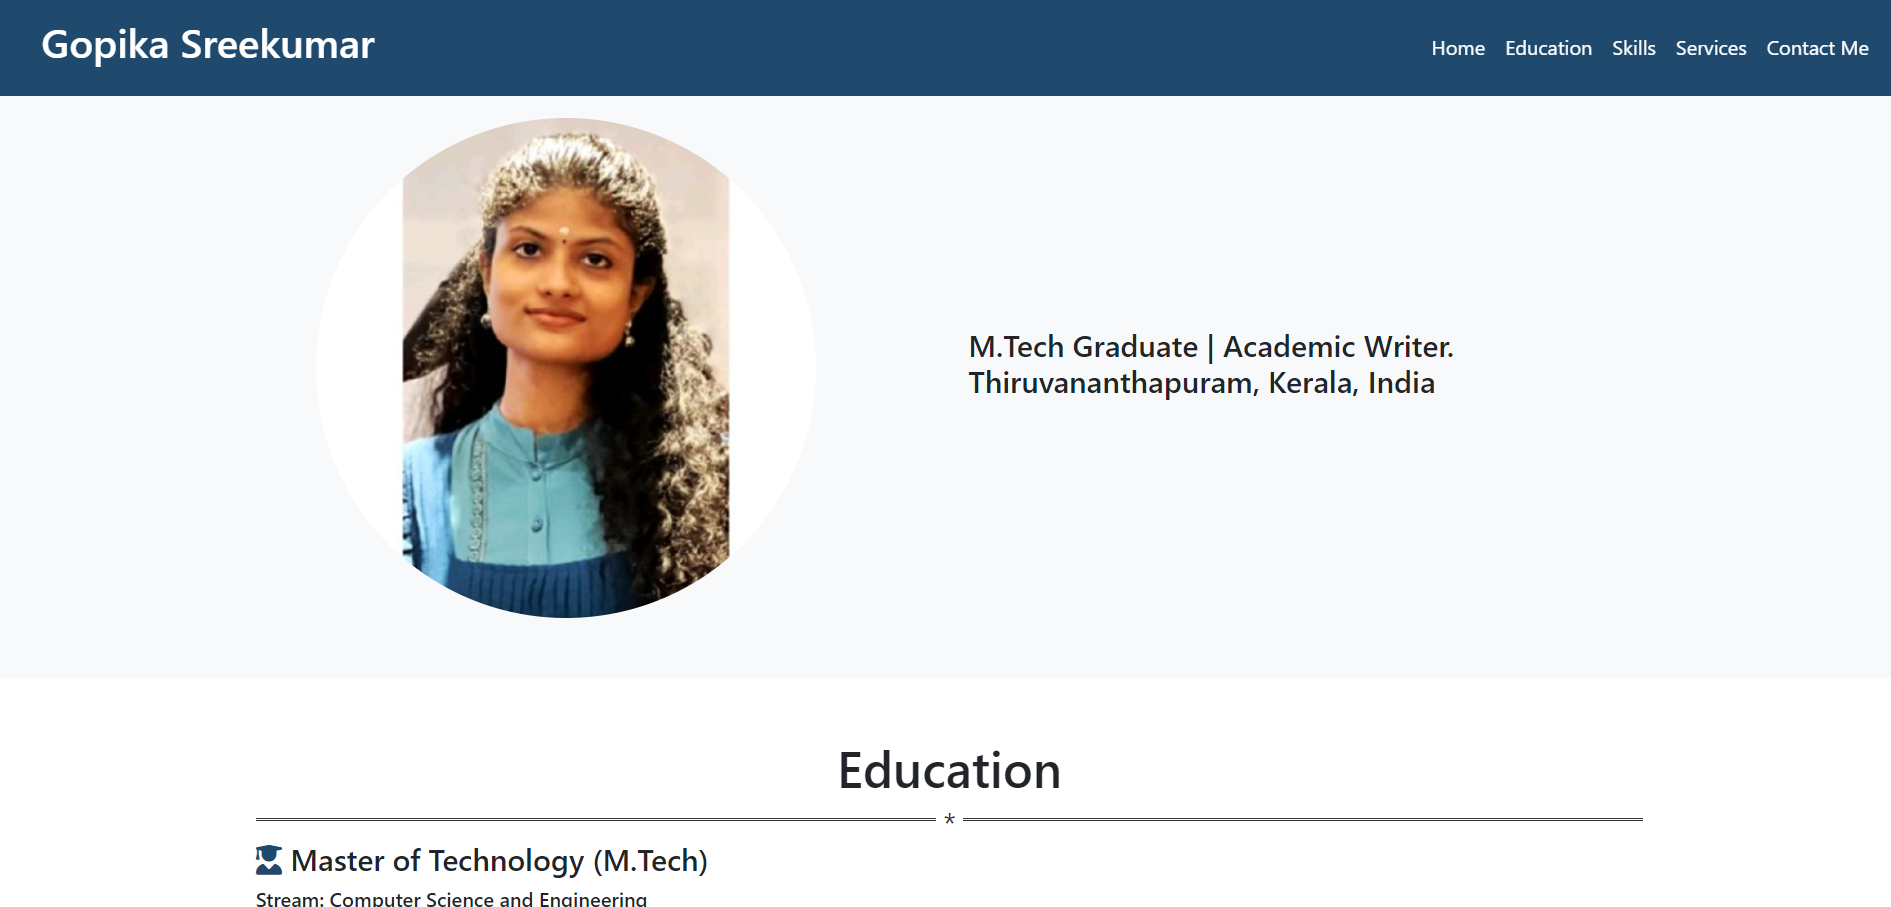 Gopika Sreekumar
Home Education Skills Services Contact Me
M.Tech Graduate | Academic Writer.
Thiruvananthapuram, Kerala, India
Education
*
Master of Technology (M.Tech)
Stream: Computer Science and Engineering